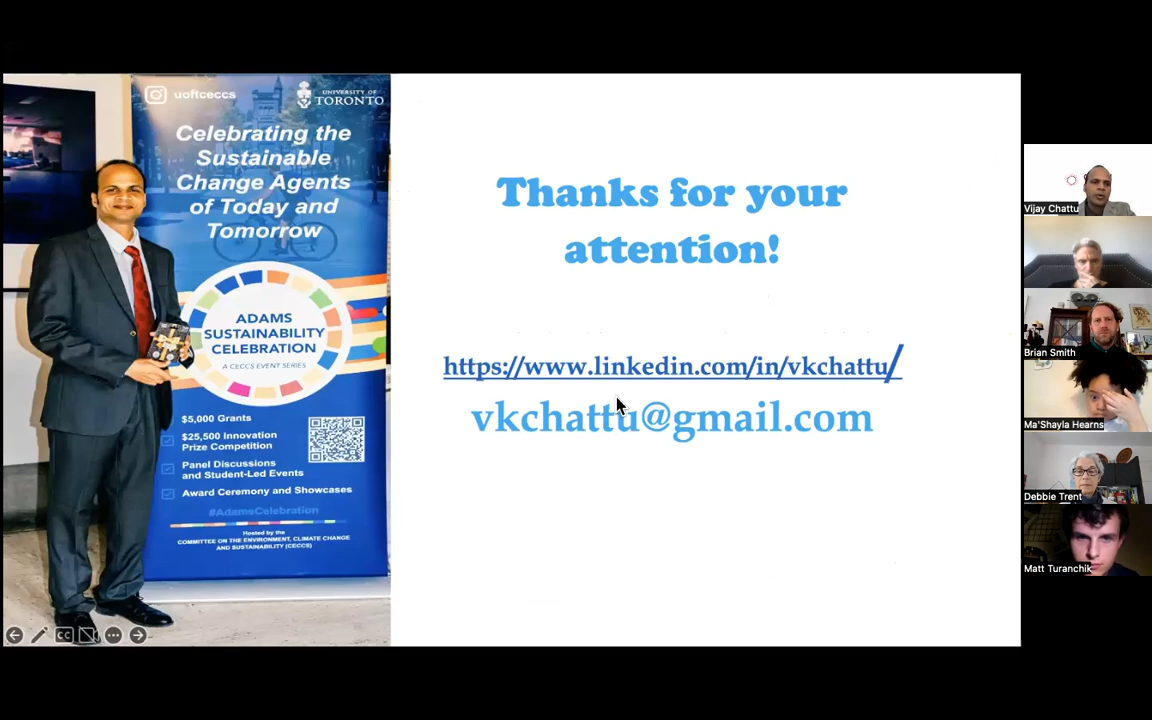 uoftceccs
UNIVERSITY OF
TORONTO
Celebrating the
Sustainable
Change Agents
of Today and
Tomorrow
ADAMS
SUSTAINABILITY
CELEBRATION
A CECCS EVENT SERIES
$5,000 Grants
$25,500 Innovation
Prize Competition
Panel Discussions
and Student-Led Events
Award Ceremony and Showcases
#AdamsCelebration
Hosted by the
COMMITTEE ON THE ENVIRONMENT, CLIMATE CHANGE
AND SUSTAINABILITY (CECCS)
CC
Thanks for your
attention!
https://www.linkedin.com/in/vkchattu/
vkchattu@gmail.com
Vijay Chattu
Brian Smith
Ma'Shayla Hearns
Debbie Trent
Matt Turanchik